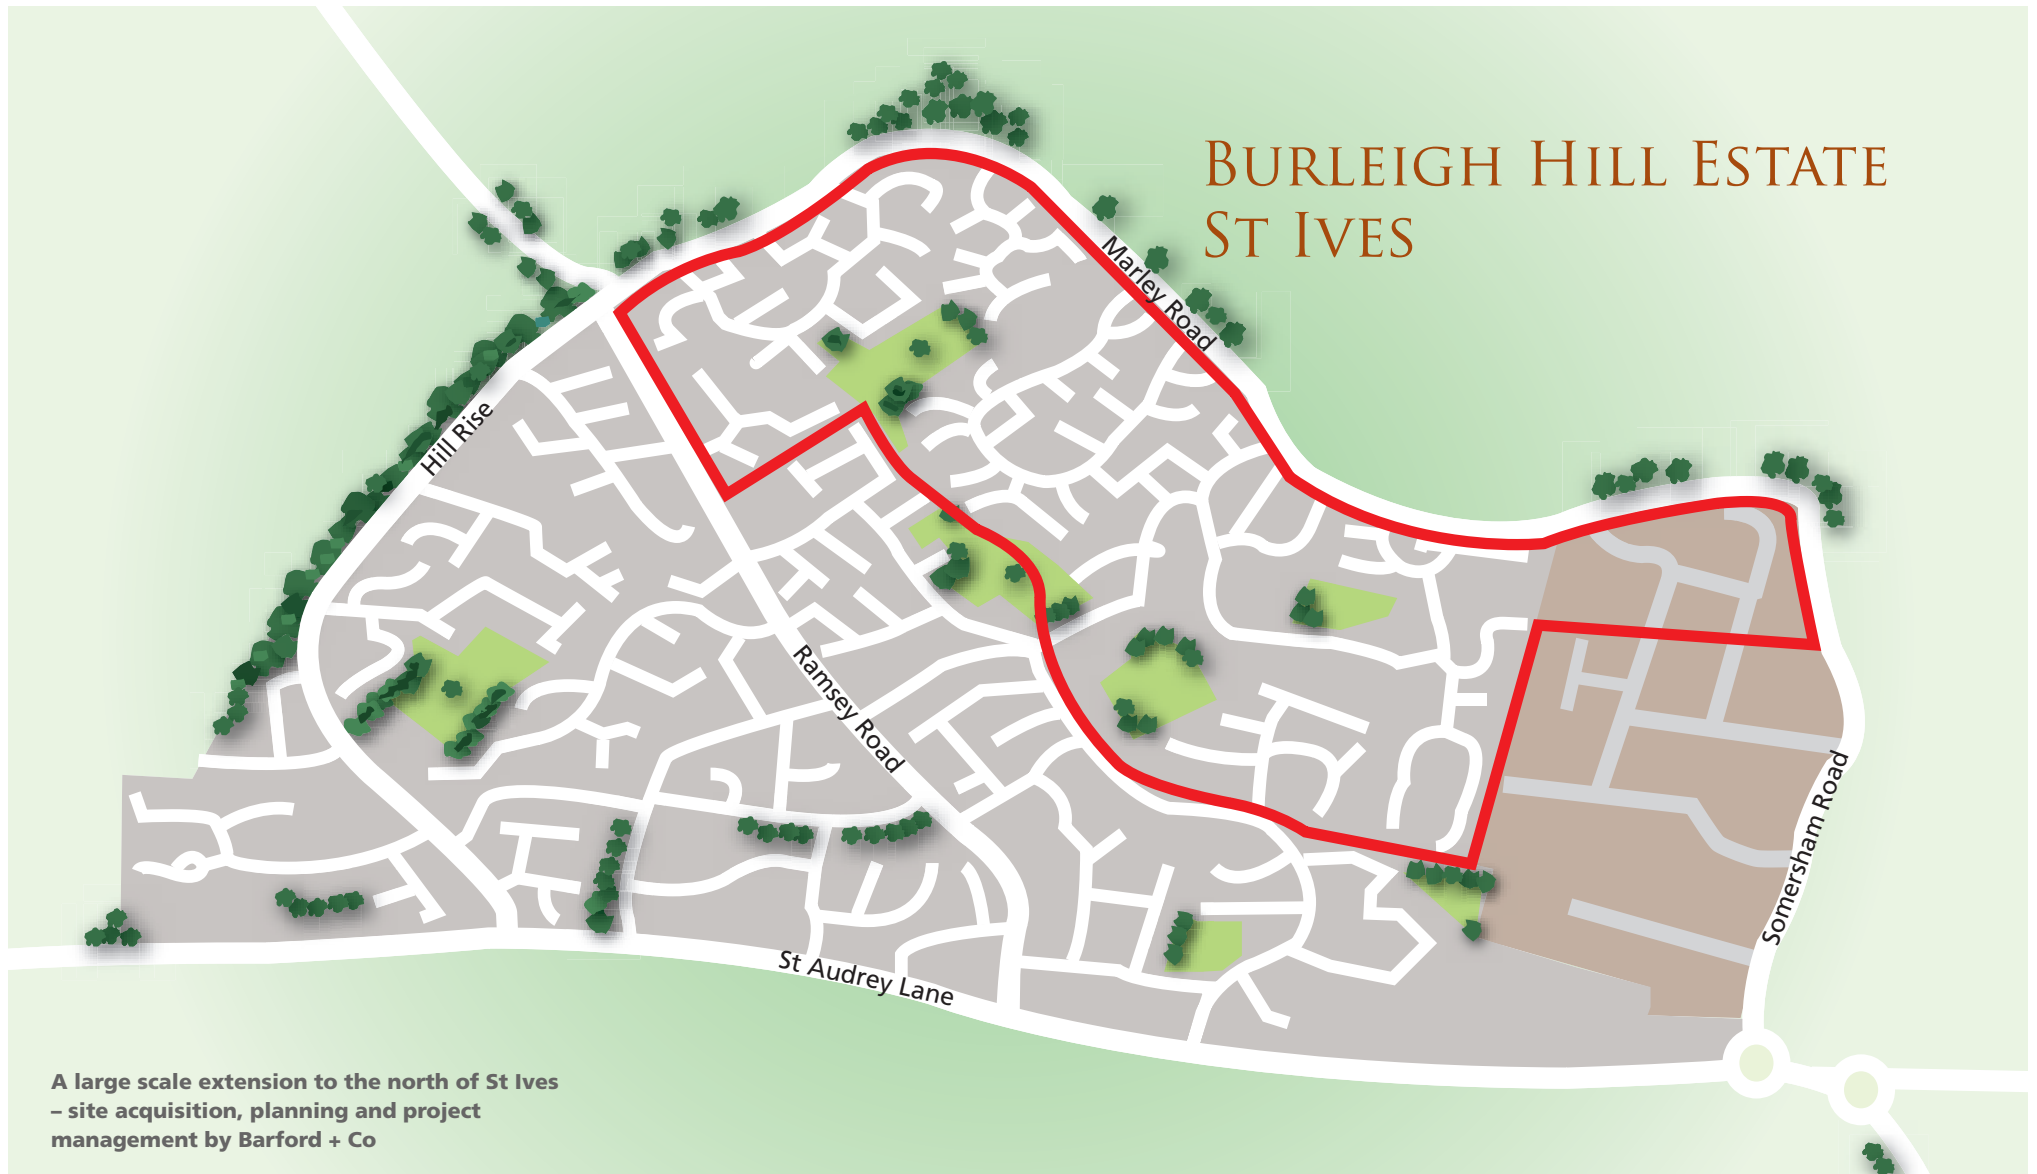 BURLEIGH HILL ESTATE
ST IVES
Marley Road
Hill Rise
Ramsey Road
Somersham Road
St Audrey Lane
A large scale extension to the north of St Ives
– site acquisition, planning and project
management by Barford + Co